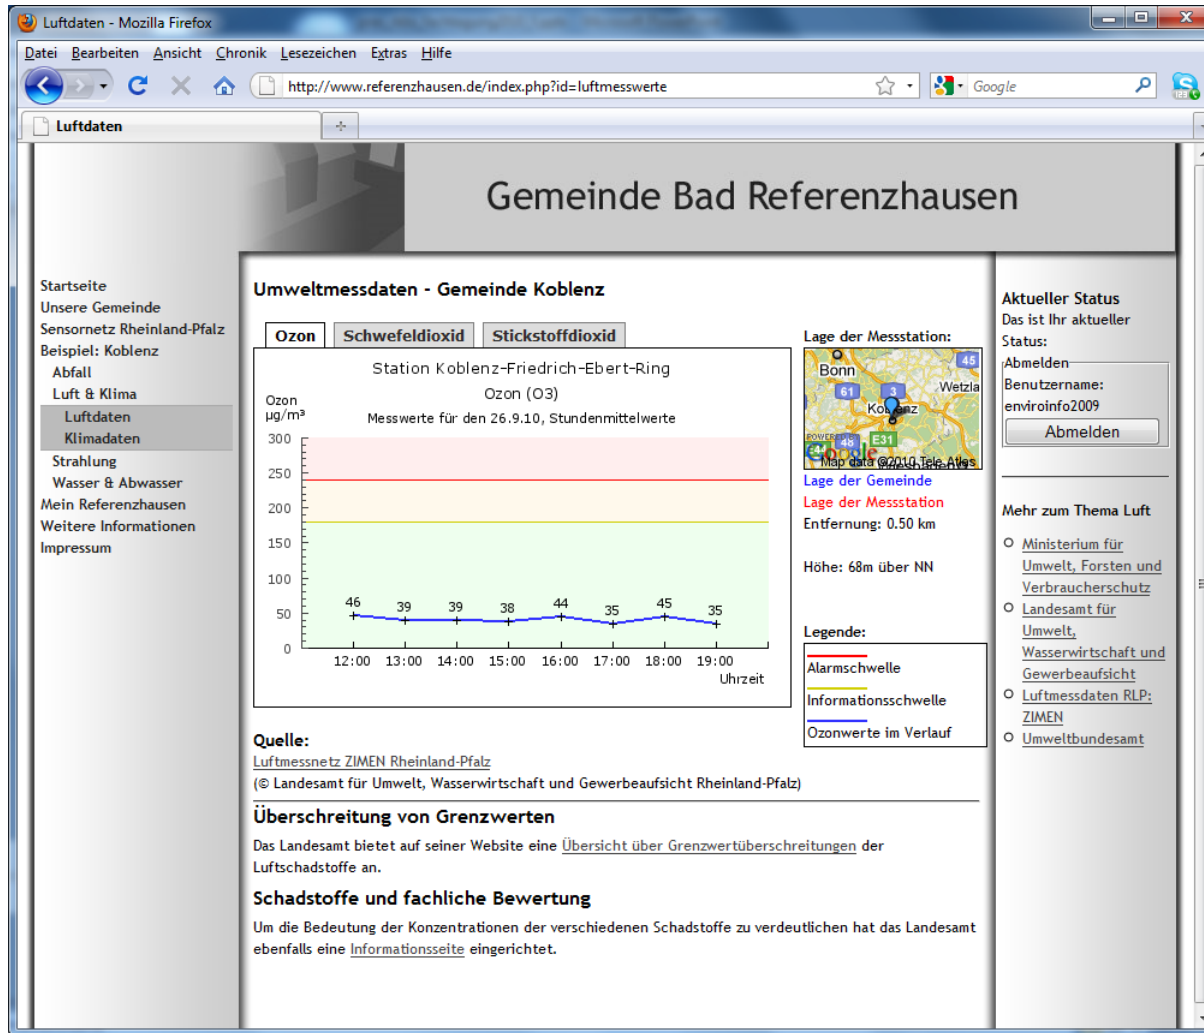 Luftdaten - Mozilla Firefox
Datei Bearbeiten Ansicht Chronik Lesezeichen Extras Hilfe
http://www.referenzhausen.de/index.php?id=luftmesswerte
Google
Luftdaten
Gemeinde Bad Referenzhausen
Startseite
Unsere Gemeinde
Sensornetz Rheinland-Pfalz
Beispiel: Koblenz
Abfall
Luft & Klima
Luftdaten
Klimadaten
Strahlung
Wasser & Abwasser
Mein Referenzhausen
Weitere Informationen
Impressum
Umweltmessdaten - Gemeinde Koblenz
Ozon Schwefeldioxid Stickstoffdioxid
Station Koblenz-Friedrich-Ebert-Ring
Ozon (O3)
Messwerte für den 26.9.10, Stundenmittelwerte
Ozon
µg/m³
300
250
200
150
100
50
0
46 39 39 38 44 35 45 35
12:00 13:00 14:00 15:00 16:00 17:00 18:00 19:00
Uhrzeit
Lage der Messstation:
Bonn
45
61
3
Wetzla
Koblenz
POWERED BY
48
E31
E44
Google
Map data ©2010 Tele Atlas
Lage der Gemeinde
Lage der Messstation
Entfernung: 0.50 km
Höhe: 68m über NN
Legende:
Alarmschwelle
Informationsschwelle
Ozonwerte im Verlauf
Quelle:
Luftmessnetz ZIMEN Rheinland-Pfalz
(© Landesamt für Umwelt, Wasserwirtschaft und Gewerbeaufsicht Rheinland-Pfalz)
Überschreitung von Grenzwerten
Das Landesamt bietet auf seiner Website eine Übersicht über Grenzwertüberschreitungen der
Luftschadstoffe an.
Schadstoffe und fachliche Bewertung
Um die Bedeutung der Konzentrationen der verschiedenen Schadstoffe zu verdeutlichen hat das Landesamt
ebenfalls eine Informationsseite eingerichtet.
Aktueller Status
Das ist Ihr aktueller
Status:
Abmelden
Benutzername:
enviroinfo2009
Abmelden
Mehr zum Thema Luft
Ministerium für
Umwelt, Forsten und
Verbraucherschutz
Landesamt für
Umwelt,
Wasserwirtschaft und
Gewerbeaufsicht
Luftmessdaten RLP:
ZIMEN
Umweltbundesamt